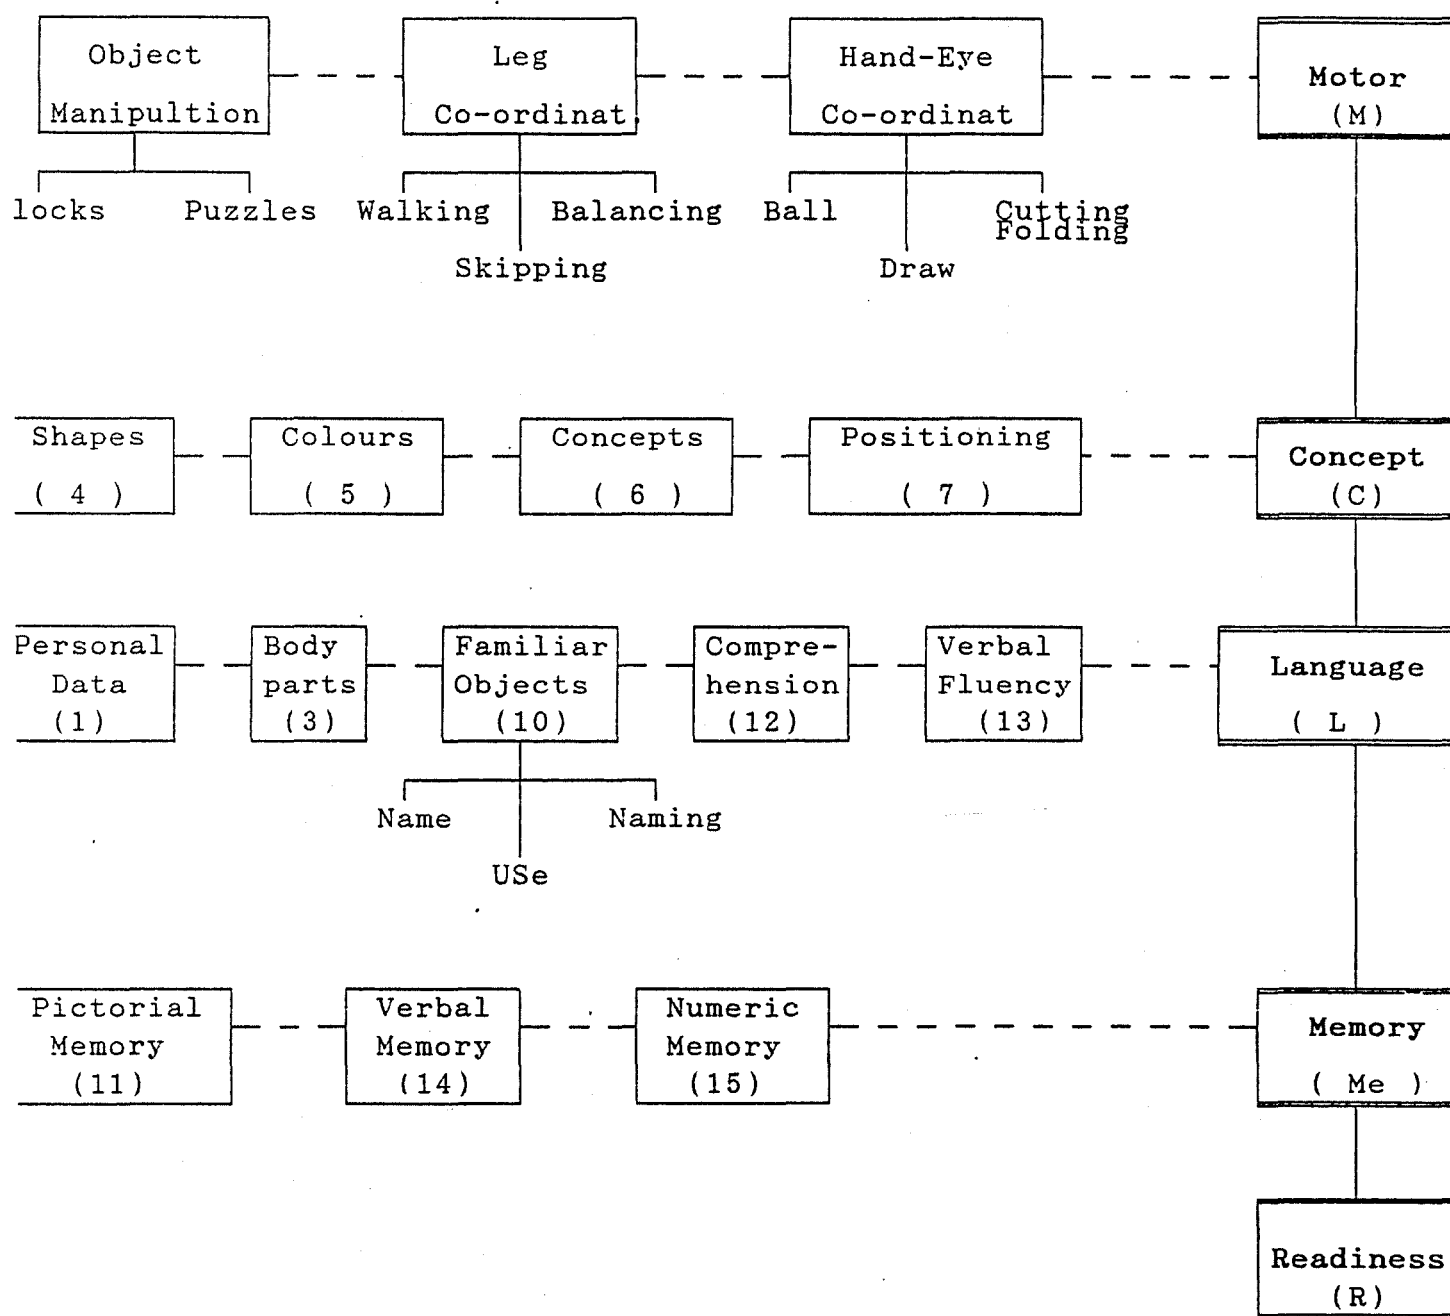 Object
Manipultion
Leg
Co-ordinat.
Hand-Eye
Co-ordinat
Motor
(M)
locks
Puzzles
Walking
Skipping
Balancing
Ball
Draw
Cutting
Folding
Shapes
( 4 )
Colours
( 5 )
Concepts
( 6 )
Positioning
( 7 )
Concept
(C)
Personal
Data
(1)
Body
parts
(3)
Familiar
Objects
(10)
Compre-
hension
(12)
Verbal
Fluency
(13)
Language
( L )
Name
USe
Naming
Pictorial
Memory
(11)
Verbal
Memory
(14)
Numeric
Memory
(15)
Memory
( Me )
Readiness
(R)